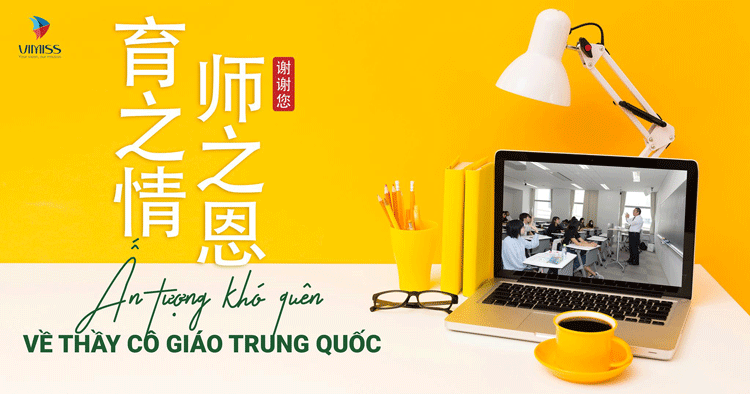 VIMISS
育之情
师之恩
谢谢您
Ấn tượng khó quên
VỀ THẦY CÔ GIÁO TRUNG QUỐC